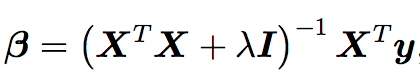 β = (XᵀX + λI)⁻¹ Xᵀy